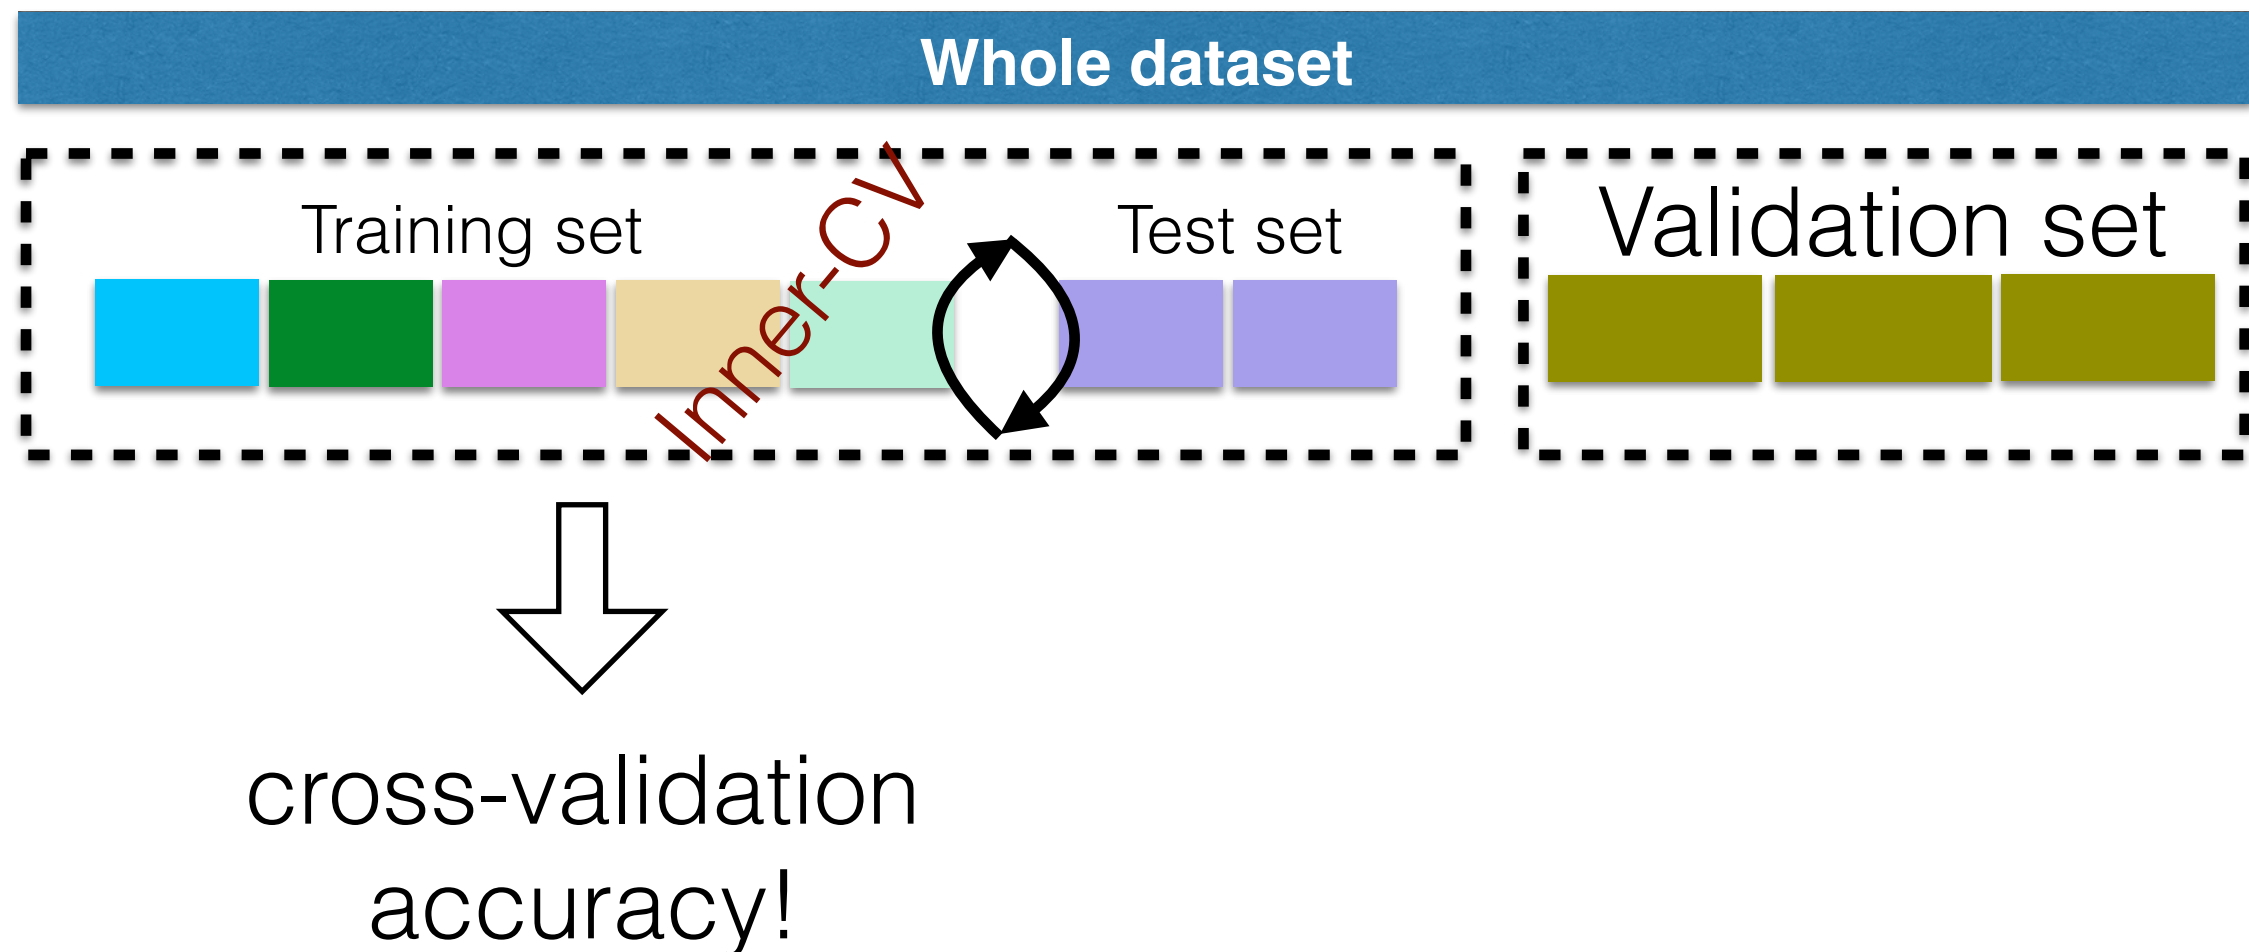 Whole dataset
Training set
Inner-CV
Test set
Validation set
cross-validation
accuracy!